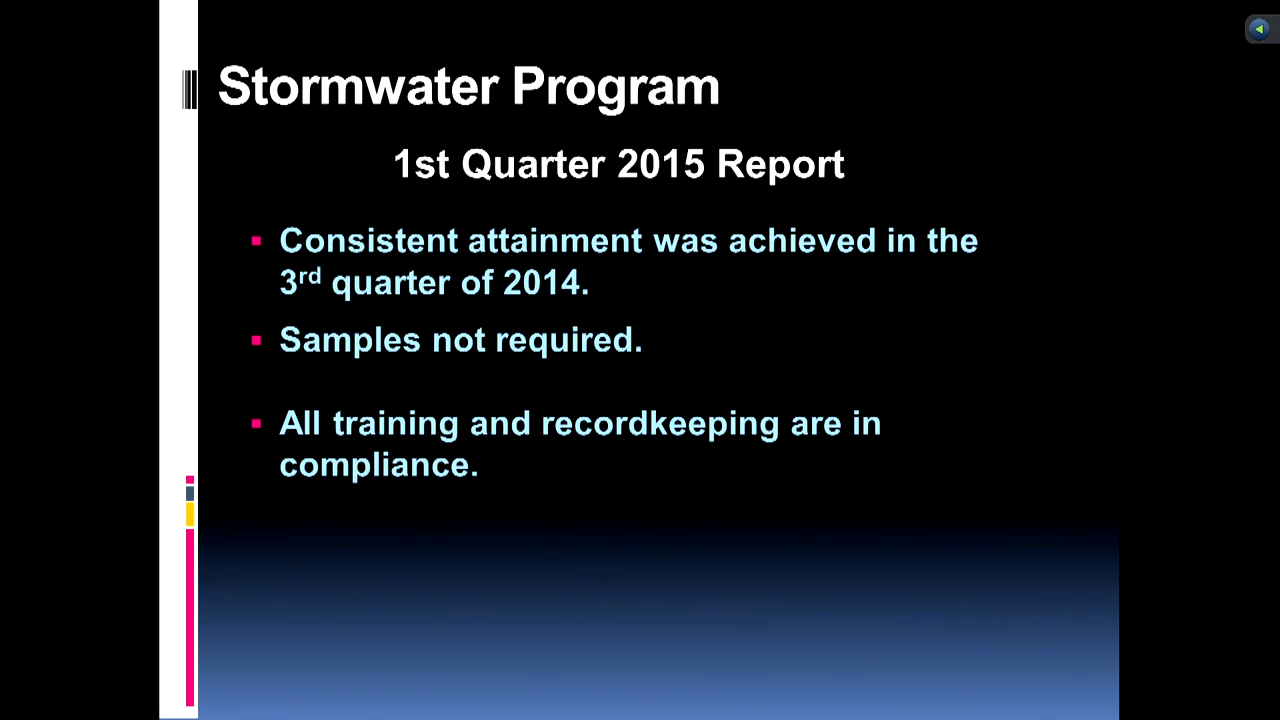 Stormwater Program
1st Quarter 2015 Report
Consistent attainment was achieved in the
3rd quarter of 2014.
Samples not required.
All training and recordkeeping are in
compliance.